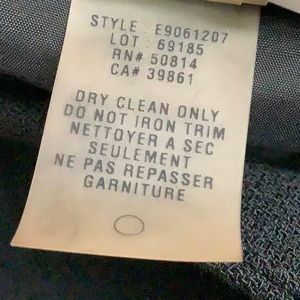 STYLE E9061207
LOT 69185
RN# 50814
CA# 39861
DRY CLEAN ONLY
DO NOT IRON TRIM
NETTOYER A SEC
SEULEMENT
NE PAS REPASSER
GARNITURE